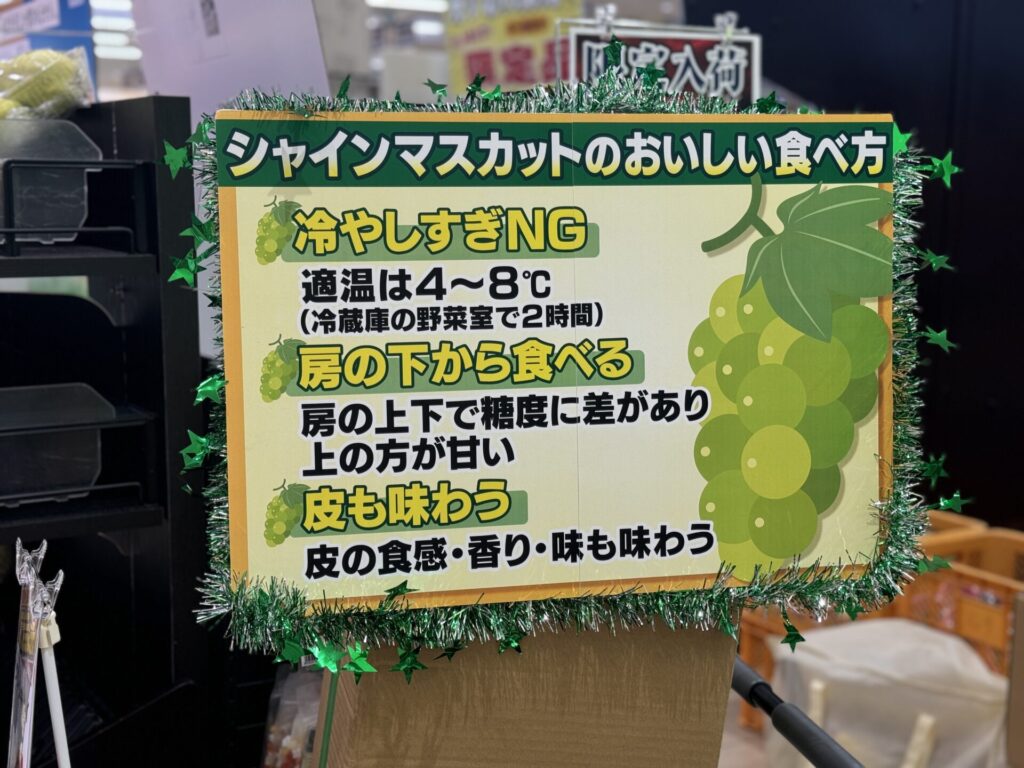 限定入荷
シャインマスカットのおいしい食べ方
冷やしすぎNG
適温は4〜8℃
(冷蔵庫の野菜室で2時間)
房の下から食べる
房の上下で糖度に差があり
上の方が甘い
皮も味わう
皮の食感・香り・味も味わう